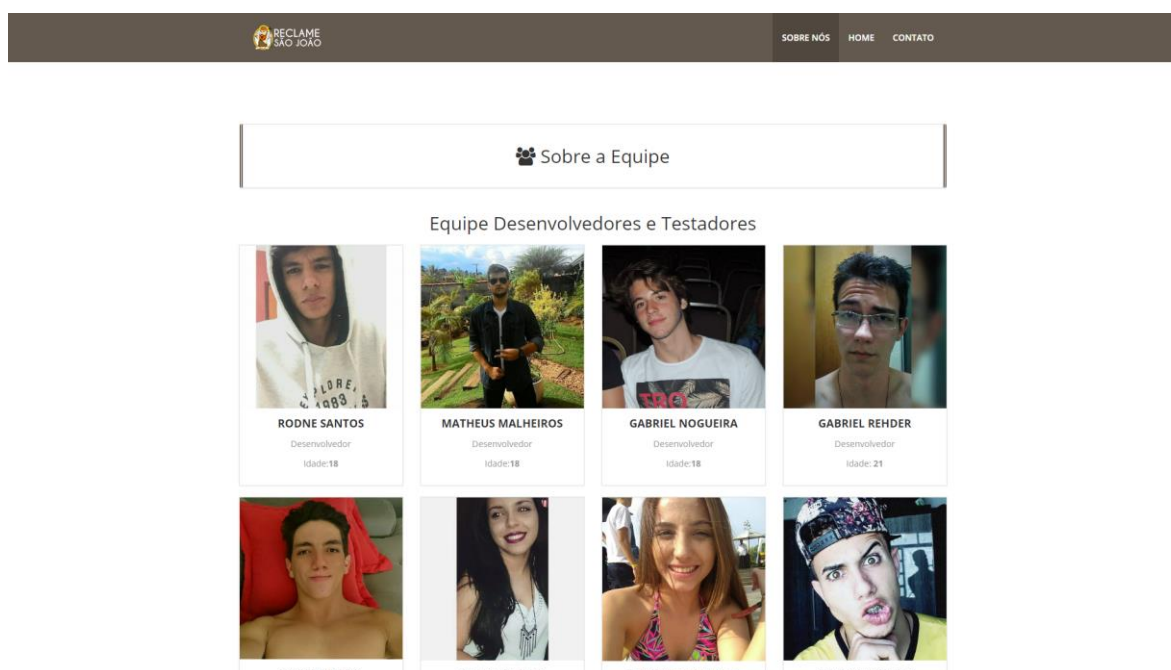 RECLAME
SÃO JOÃO
SOBRE NÓS HOME CONTATO
Sobre a Equipe
Equipe Desenvolvedores e Testadores
RODNE SANTOS
Desenvolvedor
Idade:18
MATHEUS MALHEIROS
Desenvolvedor
Idade:18
GABRIEL NOGUEIRA
Desenvolvedor
Idade:18
GABRIEL REHDER
Desenvolvedor
Idade: 21